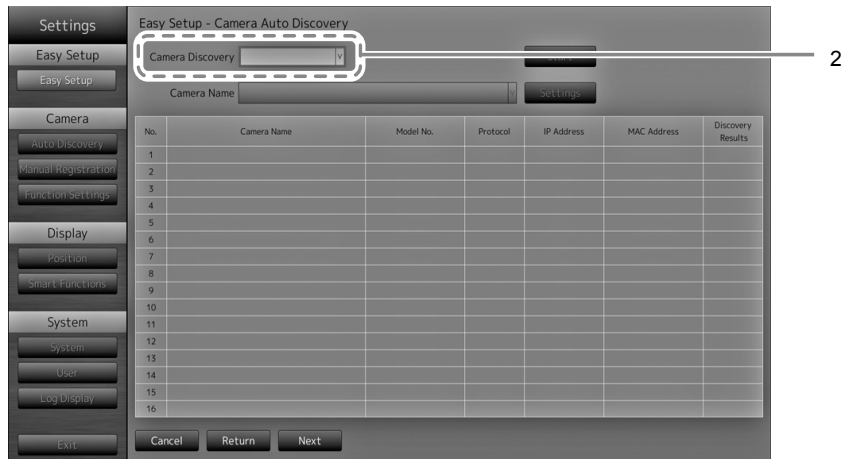 Settings
Easy Setup
Easy Setup
Camera
Auto Discovery
Manual Registration
Function Settings
Display
Position
Smart Functions
System
System
User
Log Display
Exit
Easy Setup - Camera Auto Discovery
Camera Discovery v
2
Camera Name Settings
No. Camera Name Model No. Protocol IP Address MAC Address Discovery Results
1
2
3
4
5
6
7
8
9
10
11
12
13
14
15
16
Cancel Return Next